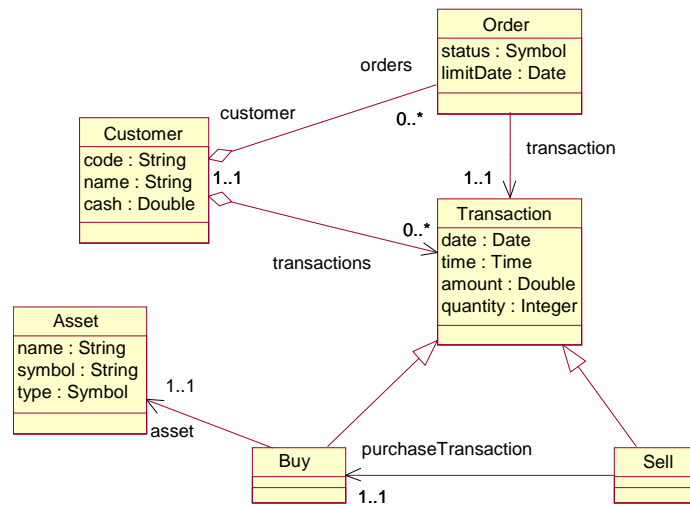 Order
status : Symbol
limitDate : Date
orders
customer
0..*
Customer
code : String
name : String
cash : Double
1..1
transaction
1..1
Transaction
date : Date
time : Time
amount : Double
quantity : Integer
0..*
transactions
Asset
name : String
symbol : String
type : Symbol
1..1
asset
Buy
purchaseTransaction
1..1
Sell